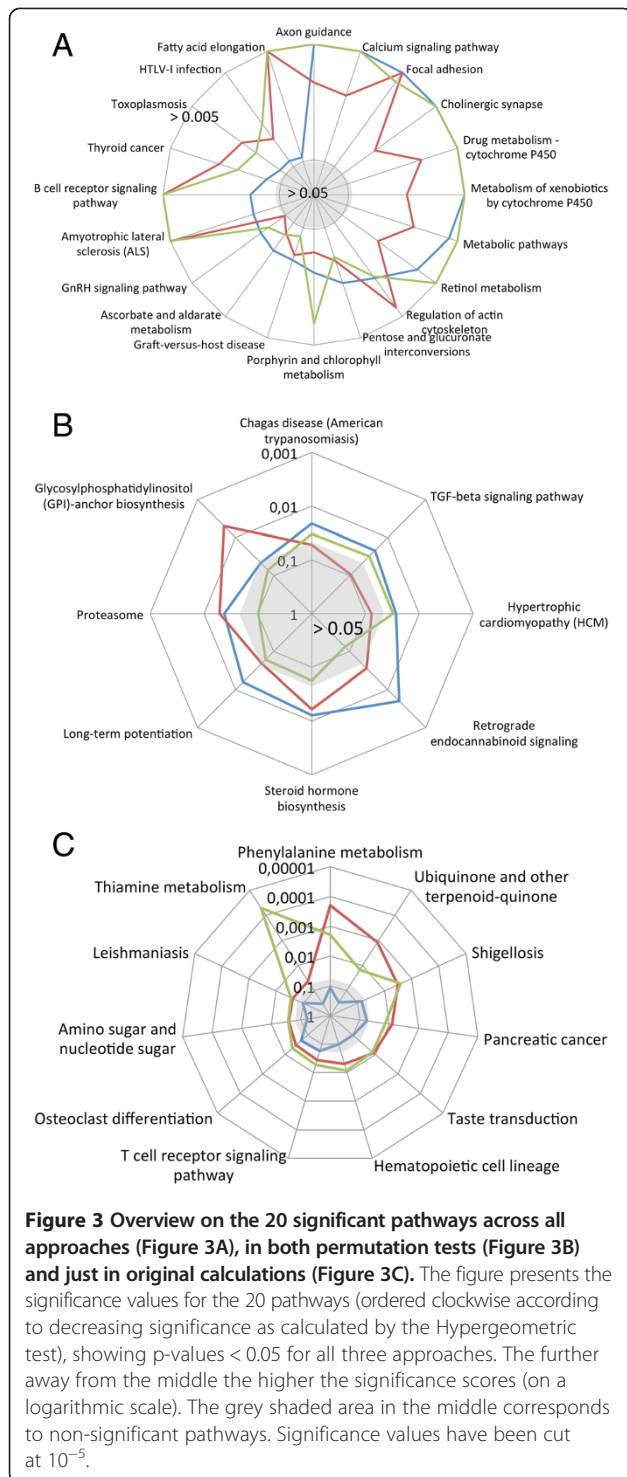 A
Axon guidance
Fatty acid elongation
Calcium signaling pathway
HTLV-I infection
Focal adhesion
Toxoplasmosis
Cholinergic synapse
> 0.005
Thyroid cancer
Drug metabolism -
cytochrome P450
B cell receptor signaling
pathway
> 0.05
Metabolism of xenobiotics
by cytochrome P450
Amyotrophic lateral
sclerosis (ALS)
Metabolic pathways
GnRH signaling pathway
Retinol metabolism
Ascorbate and aldarate
metabolism
Regulation of actin
cytoskeleton
Graft-versus-host disease
Pentose and glucuronate
interconversions
Porphyrin and chlorophyll
metabolism
B
Chagas disease (American
trypanosomiasis)
0,001
Glycosylphosphatidylinositol
(GPI)-anchor biosynthesis
TGF-beta signaling pathway
0,01
0,1
Proteasome
1
> 0.05
Hypertrophic
cardiomyopathy (HCM)
Long-term potentiation
Retrograde
endocannabinoid signaling
Steroid hormone
biosynthesis
C
Phenylalanine metabolism
0,00001
Thiamine metabolism
Ubiquinone and other
terpenoid-quinone
0,0001
0,001
Leishmaniasis
Shigellosis
0,01
0,1
1
Amino sugar and
nucleotide sugar
Pancreatic cancer
Osteoclast differentiation
Taste transduction
T cell receptor signaling
pathway
Hematopoietic cell lineage
Figure 3 Overview on the 20 significant pathways across all
approaches (Figure 3A), in both permutation tests (Figure 3B)
and just in original calculations (Figure 3C). The figure presents the
significance values for the 20 pathways (ordered clockwise according
to decreasing significance as calculated by the Hypergeometric
test), showing p-values < 0.05 for all three approaches. The further
away from the middle the higher the significance scores (on a
logarithmic scale). The grey shaded area in the middle corresponds
to non-significant pathways. Significance values have been cut
at 10⁻⁵.